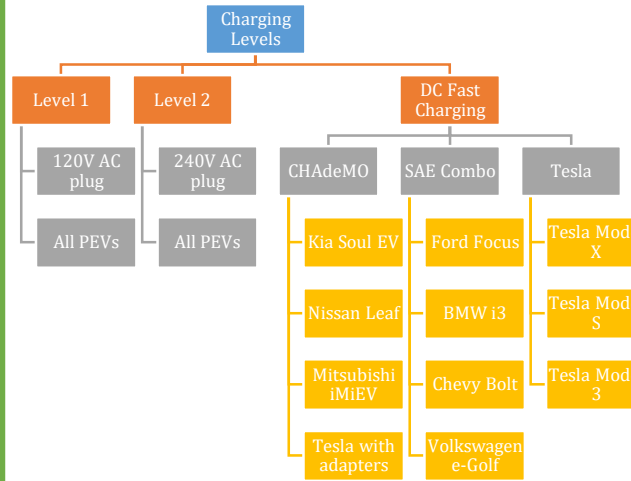 Charging
Levels
Level 1
Level 2
DC Fast
Charging
120V AC
plug
240V AC
plug
CHAdeMO
SAE Combo
Tesla
All PEVs
All PEVs
Kia Soul EV
Ford Focus
Tesla Mod
X
Nissan Leaf
BMW i3
Tesla Mod
S
Mitsubishi
iMiEV
Chevy Bolt
Tesla Mod
3
Tesla with
adapters
Volkswagen
e-Golf